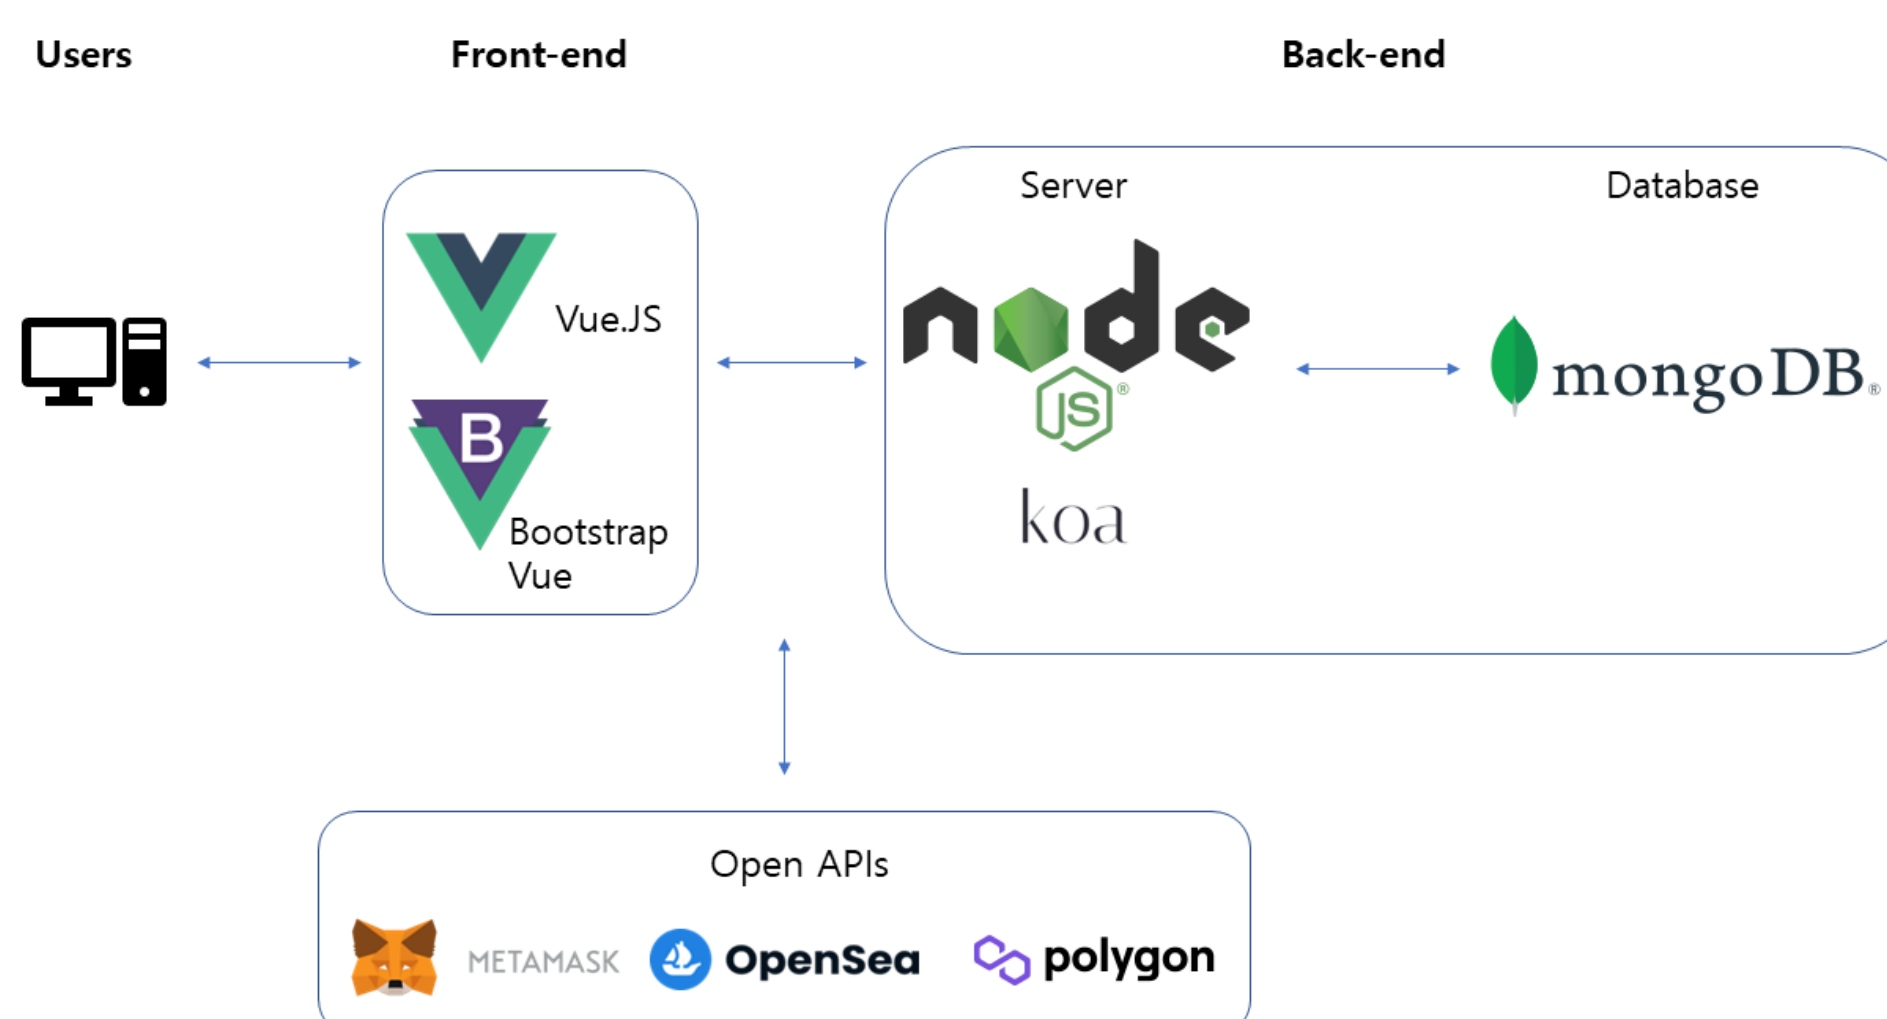 Users
Front-end
Back-end
Server
Database
Vue.JS
node
JS®
mongoDB®
B
Bootstrap
Vue
koa
Open APIs
METAMASK
OpenSea
polygon